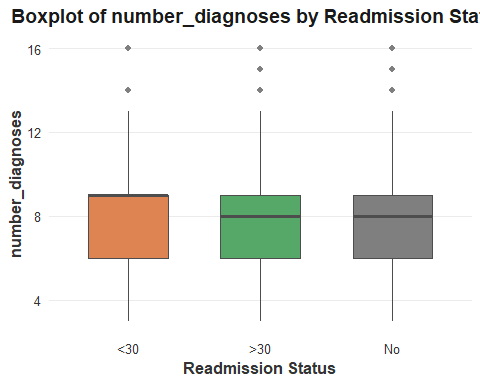 Boxplot of number_diagnoses by Readmission Stat
16
12
8
4
number_diagnoses
<30
>30
No
Readmission Status